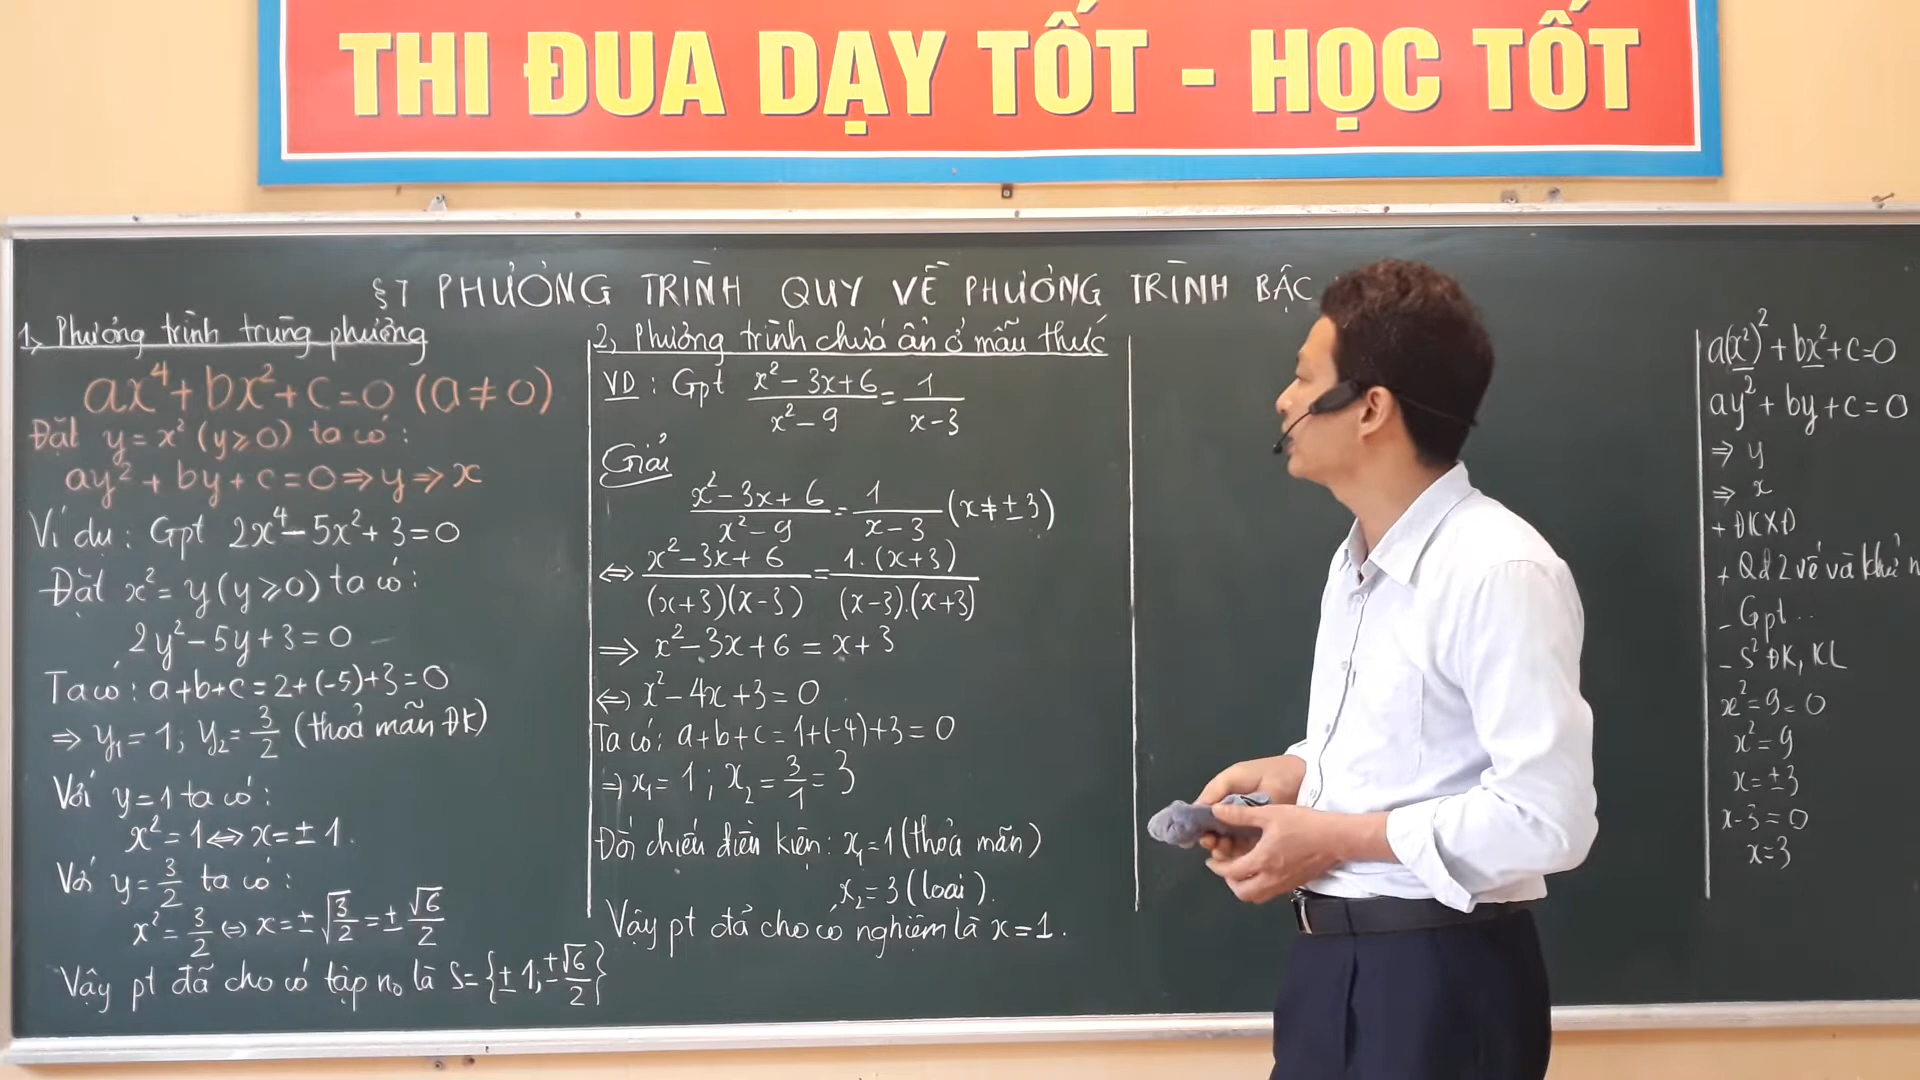 THI ĐUA DẠY TỐT - HỌC TỐT
§7 PHƯƠNG TRÌNH QUY VỀ PHƯƠNG TRÌNH BẬC
1, Phương trình trùng phương
ax⁴ + bx² + c = 0 (a ≠ 0)
Đặt y = x² (y ≥ 0) ta có:
ay² + by + c = 0 ⇒ y ⇒ x
Ví dụ: Gpt 2x⁴ - 5x² + 3 = 0
Đặt x² = y (y ≥ 0) ta có:
2y² - 5y + 3 = 0
Ta có: a + b + c = 2 + (-5) + 3 = 0
⇒ y₁ = 1; y₂ = 3/2 (thoả mãn ĐK)
Với y = 1 ta có:
x² = 1 ⇔ x = ± 1.
Với y = 3/2 ta có:
x² = 3/2 ⇔ x = ± √(3/2) = ± √6/2
Vậy pt đã cho có tập no là S = {± 1; ± √6/2}
2, Phương trình chứa ẩn ở mẫu thức
VD: Gpt (x² - 3x + 6)/(x² - 9) = 1/(x - 3)
Giải
(x² - 3x + 6)/(x² - 9) = 1/(x - 3) (x ≠ ± 3)
⇔ (x² - 3x + 6)/((x + 3)(x - 3)) = 1.(x + 3)/((x - 3).(x + 3))
⇒ x² - 3x + 6 = x + 3
⇔ x² - 4x + 3 = 0
Ta có: a + b + c = 1 + (-4) + 3 = 0
⇒ x₁ = 1; x₂ = 3/1 = 3
Đối chiếu điều kiện: x₁ = 1 (thỏa mãn)
x₂ = 3 (loại).
Vậy pt đã cho có nghiệm là x = 1.
a(x²)² + bx² + c = 0
ay² + by + c = 0
⇒ y
⇒ x
+ ĐKXĐ
+ Qđ 2 vế và khử
- Gpt ..
- S² ĐK, KL
x² = 9 = 0
x² = 9
x = ± 3
x - 3 = 0
x = 3